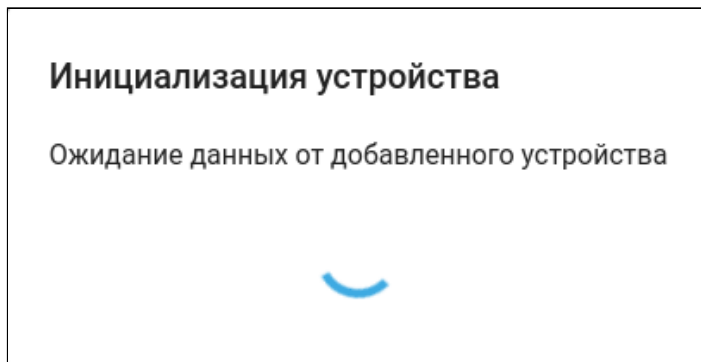 Инициализация устройства
Ожидание данных от добавленного устройства